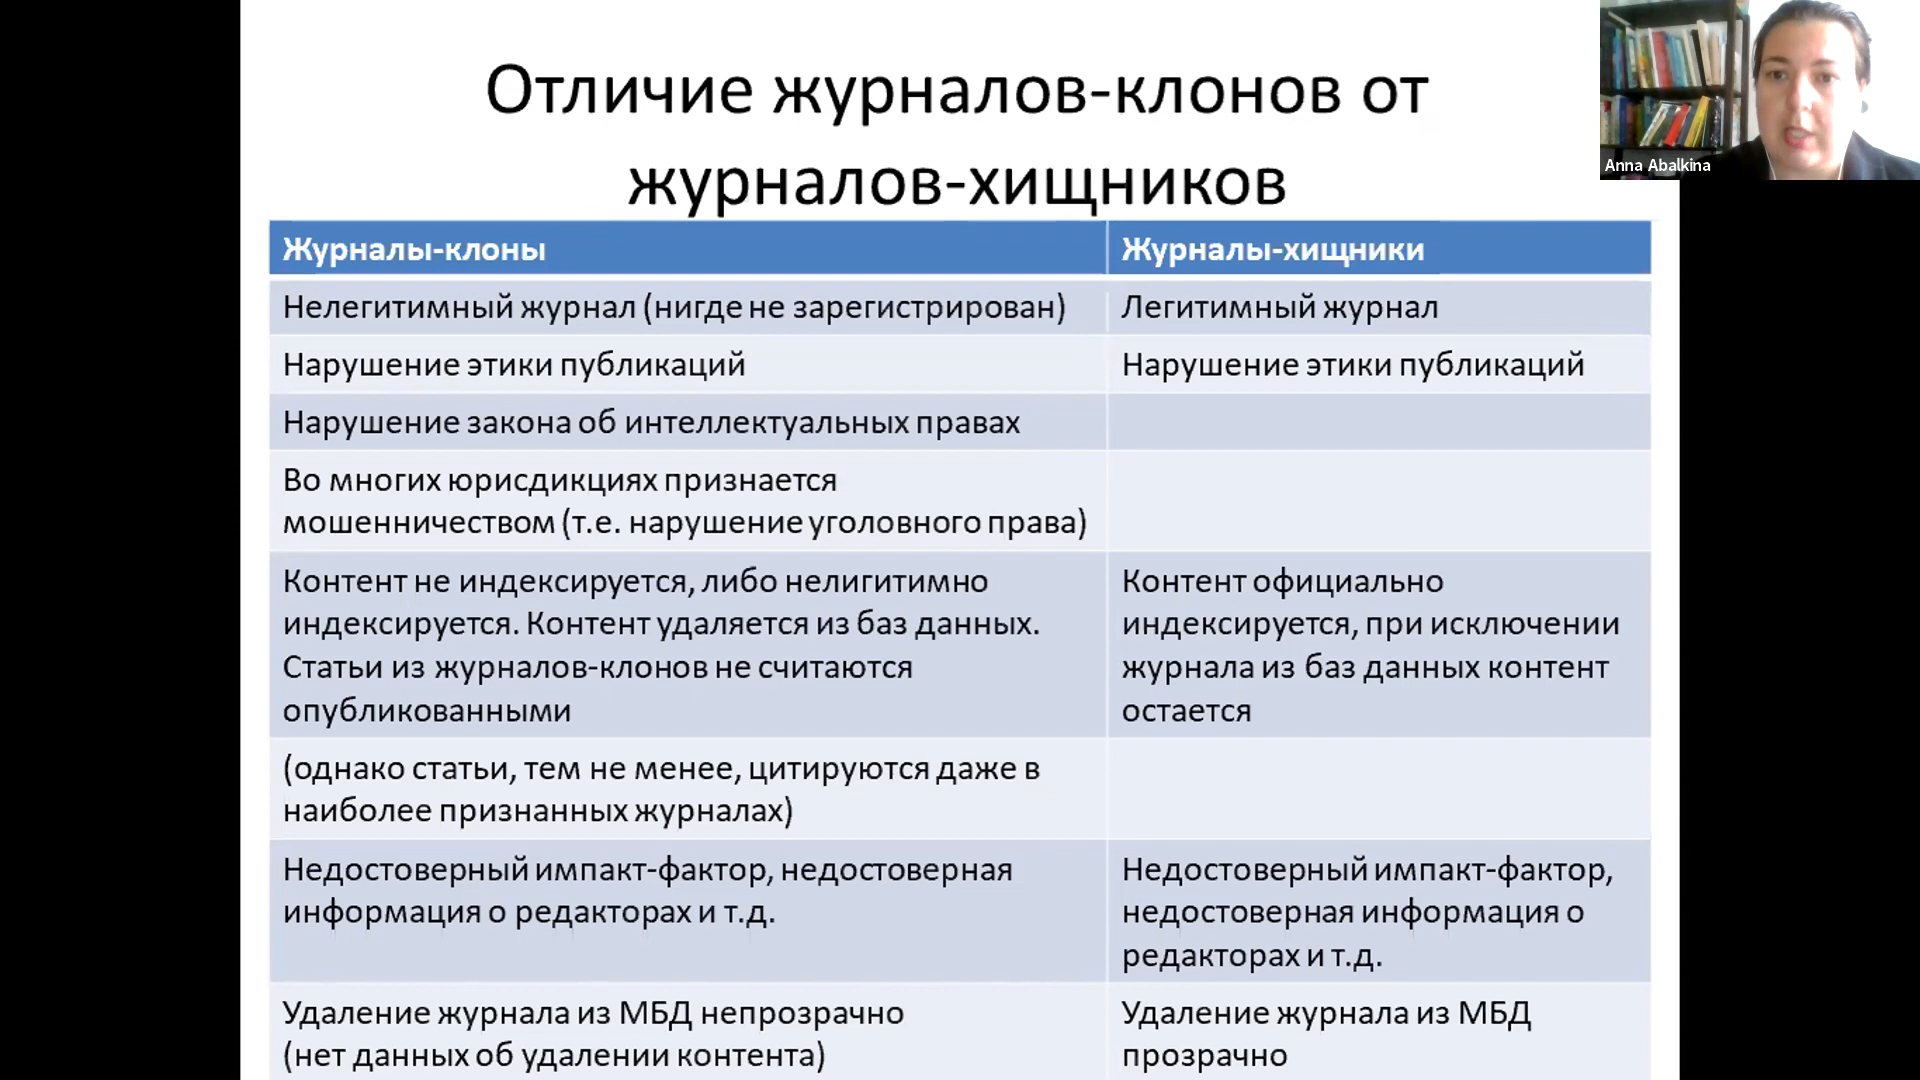 Отличие журналов-клонов от
журналов-хищников
Anna Abalkina
Журналы-клоны
Журналы-хищники
Нелегитимный журнал (нигде не зарегистрирован)
Легитимный журнал
Нарушение этики публикаций
Нарушение этики публикаций
Нарушение закона об интеллектуальных правах
Во многих юрисдикциях признается
мошенничеством (т.е. нарушение уголовного права)
Контент не индексируется, либо нелигитимно
индексируется. Контент удаляется из баз данных.
Статьи из журналов-клонов не считаются
опубликованными
Контент официально
индексируется, при исключении
журнала из баз данных контент
остается
(однако статьи, тем не менее, цитируются даже в
наиболее признанных журналах)
Недостоверный импакт-фактор, недостоверная
информация о редакторах и т.д.
Недостоверный импакт-фактор,
недостоверная информация о
редакторах и т.д.
Удаление журнала из МБД непрозрачно
(нет данных об удалении контента)
Удаление журнала из МБД
прозрачно